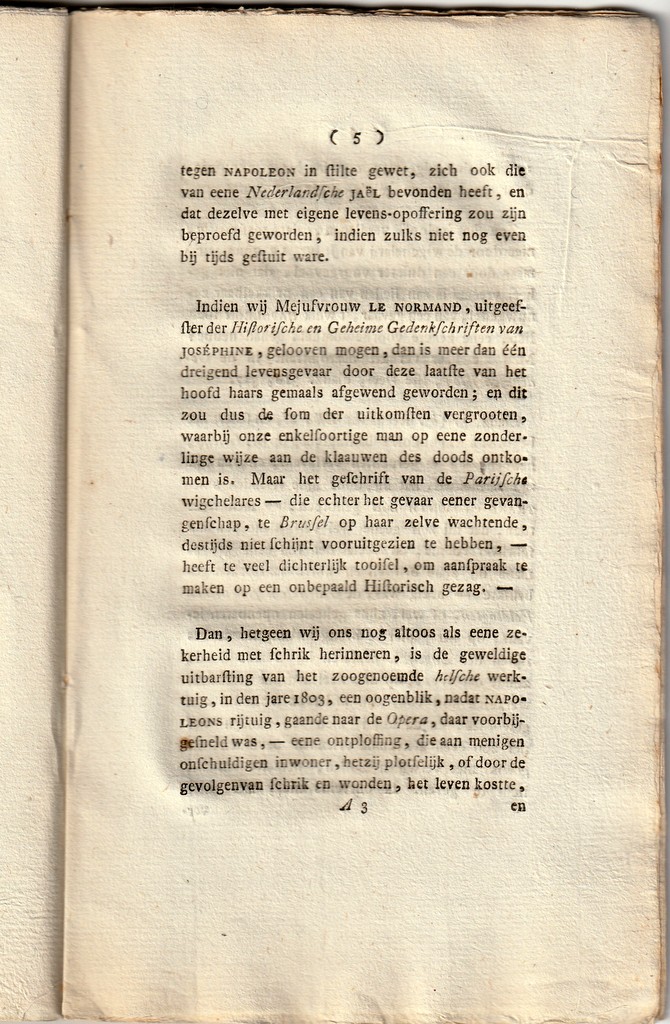 ( 5 )
tegen NAPOLEON in ſtilte gewet, zich ook die
van eene Nederlandſche JAËL bevonden heeft, en
dat dezelve met eigene levens-opoffering zou zijn
beproefd geworden, indien zulks niet nog even
bij tijds geſtuit ware.
Indien wij Mejufvrouw LE NORMAND, uitgeef-
ſter der Hiſtoriſche en Geheime Gedenkſchriften van
JOSÉPHINE, gelooven mogen, dan is meer dan één
dreigend levensgevaar door deze laatſte van het
hoofd haars gemaals afgewend geworden; en dit
zou dus de ſom der uitkomſten vergrooten,
waarbij onze enkelſoortige man op eene zonder-
linge wijze aan de klaauwen des doods ontko-
men is. Maar het geſchrift van de Parijſche
wigchelares — die echter het gevaar eener gevan-
genſchap, te Brusſel op haar zelve wachtende,
destijds niet ſchijnt vooruitgezien te hebben, —
heeft te veel dichterlijk tooiſel, om aanſpraak te
maken op een onbepaald Hiſtorisch gezag. —
Dan, hetgeen wij ons nog altoos als eene ze-
kerheid met ſchrik herinneren, is de geweldige
uitbarſting van het zoogenoemde helſche werk-
tuig, in den jare 1803, een oogenblik, nadat NAPO-
LEONS rijtuig, gaande naar de Opera, daar voorbij-
geſneld was, — eene ontploffing, die aan menigen
onſchuldigen inwoner, hetzij plotſelijk, of door de
gevolgen van ſchrik en wonden, het leven kostte,
A 3 en